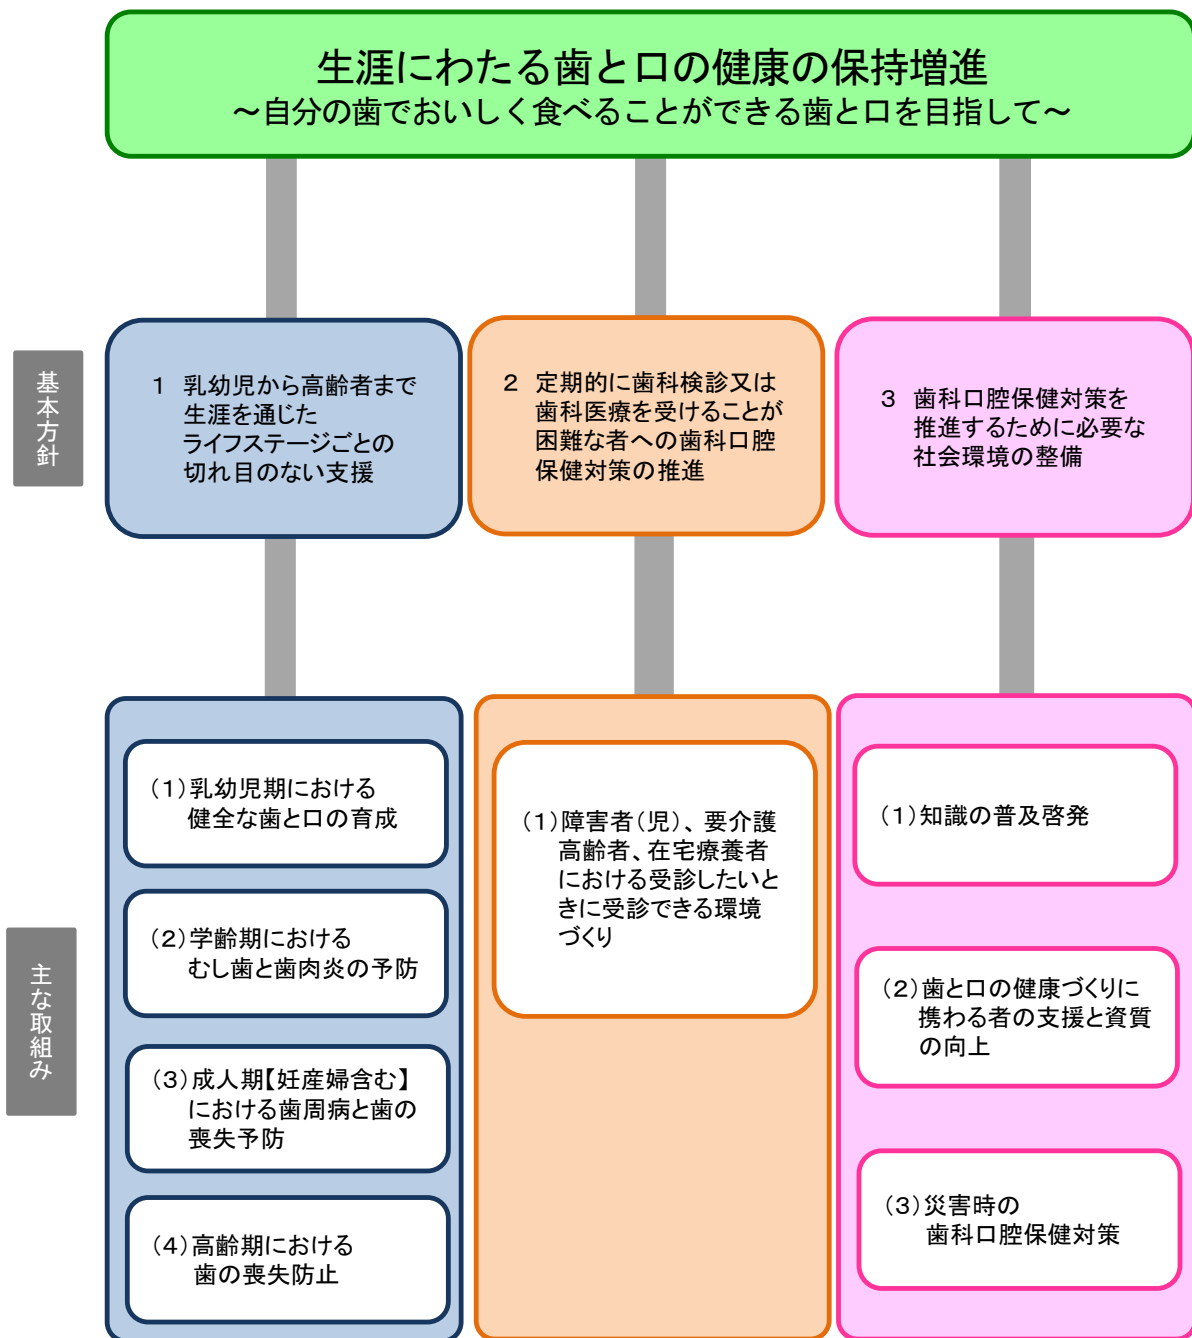 生涯にわたる歯と口の健康の保持増進
～自分の歯でおいしく食べることができる歯と口を目指して～
基本方針
1　乳幼児から高齢者まで
生涯を通じた
ライフステージごとの
切れ目のない支援
2　定期的に歯科検診又は
歯科医療を受けることが
困難な者への歯科口腔
保健対策の推進
3　歯科口腔保健対策を
推進するために必要な
社会環境の整備
主な取組み
（1）乳幼児期における
健全な歯と口の育成
（2）学齢期における
むし歯と歯肉炎の予防
（3）成人期【妊産婦含む】
における歯周病と歯の
喪失予防
（4）高齢期における
歯の喪失防止
（1）障害者（児）、要介護
高齢者、在宅療養者
における受診したいと
きに受診できる環境
づくり
（1）知識の普及啓発
（2）歯と口の健康づくりに
携わる者の支援と資質
の向上
（3）災害時の
歯科口腔保健対策